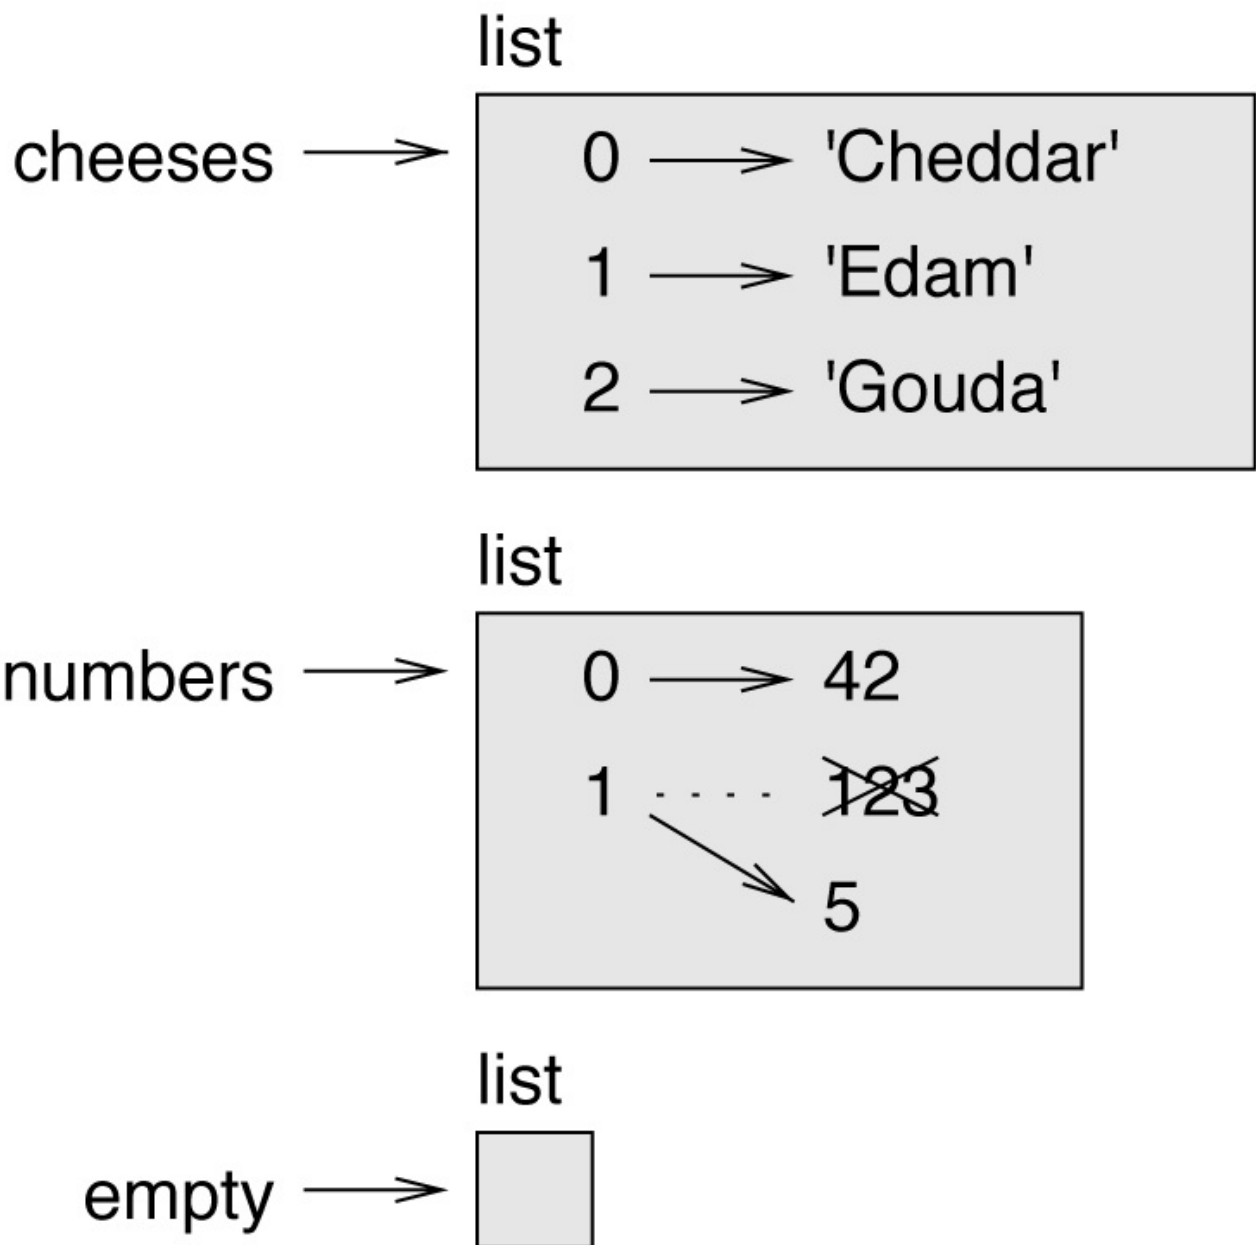 list
cheeses 0 'Cheddar'
1 'Edam'
2 'Gouda'
list
numbers 0 42
1 123
5
list
empty